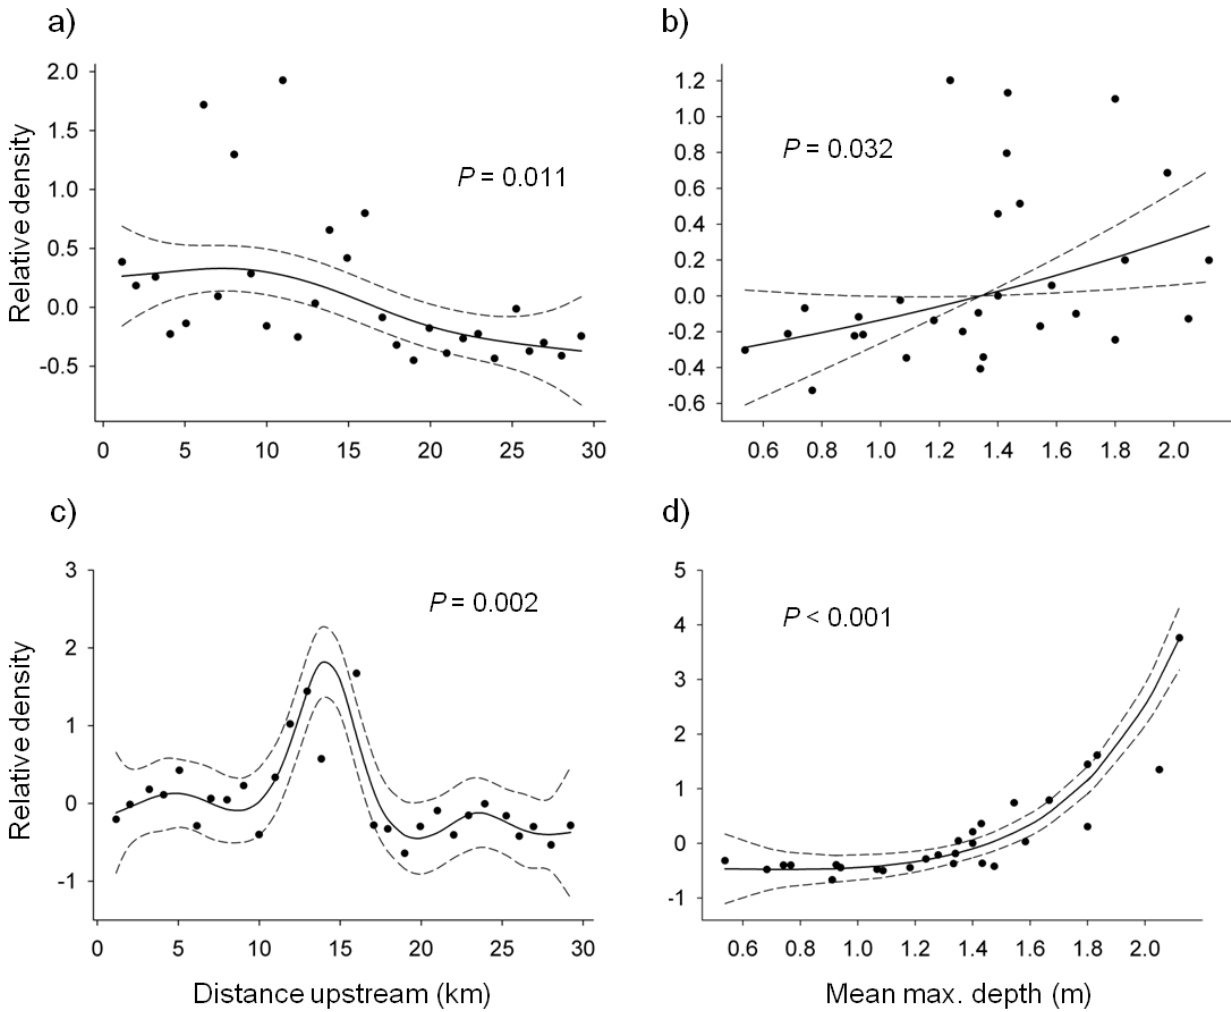 a)
Relative density
2.0
1.5
1.0
0.5
0.0
-0.5
P = 0.011
0 5 10 15 20 25 30
b)
1.2
1.0
0.8
0.6
0.4
0.2
0.0
-0.2
-0.4
-0.6
P = 0.032
0.6 0.8 1.0 1.2 1.4 1.6 1.8 2.0
c)
Relative density
3
2
1
0
-1
P = 0.002
0 5 10 15 20 25 30
Distance upstream (km)
d)
5
4
3
2
1
0
-1
P < 0.001
0.6 0.8 1.0 1.2 1.4 1.6 1.8 2.0
Mean max. depth (m)